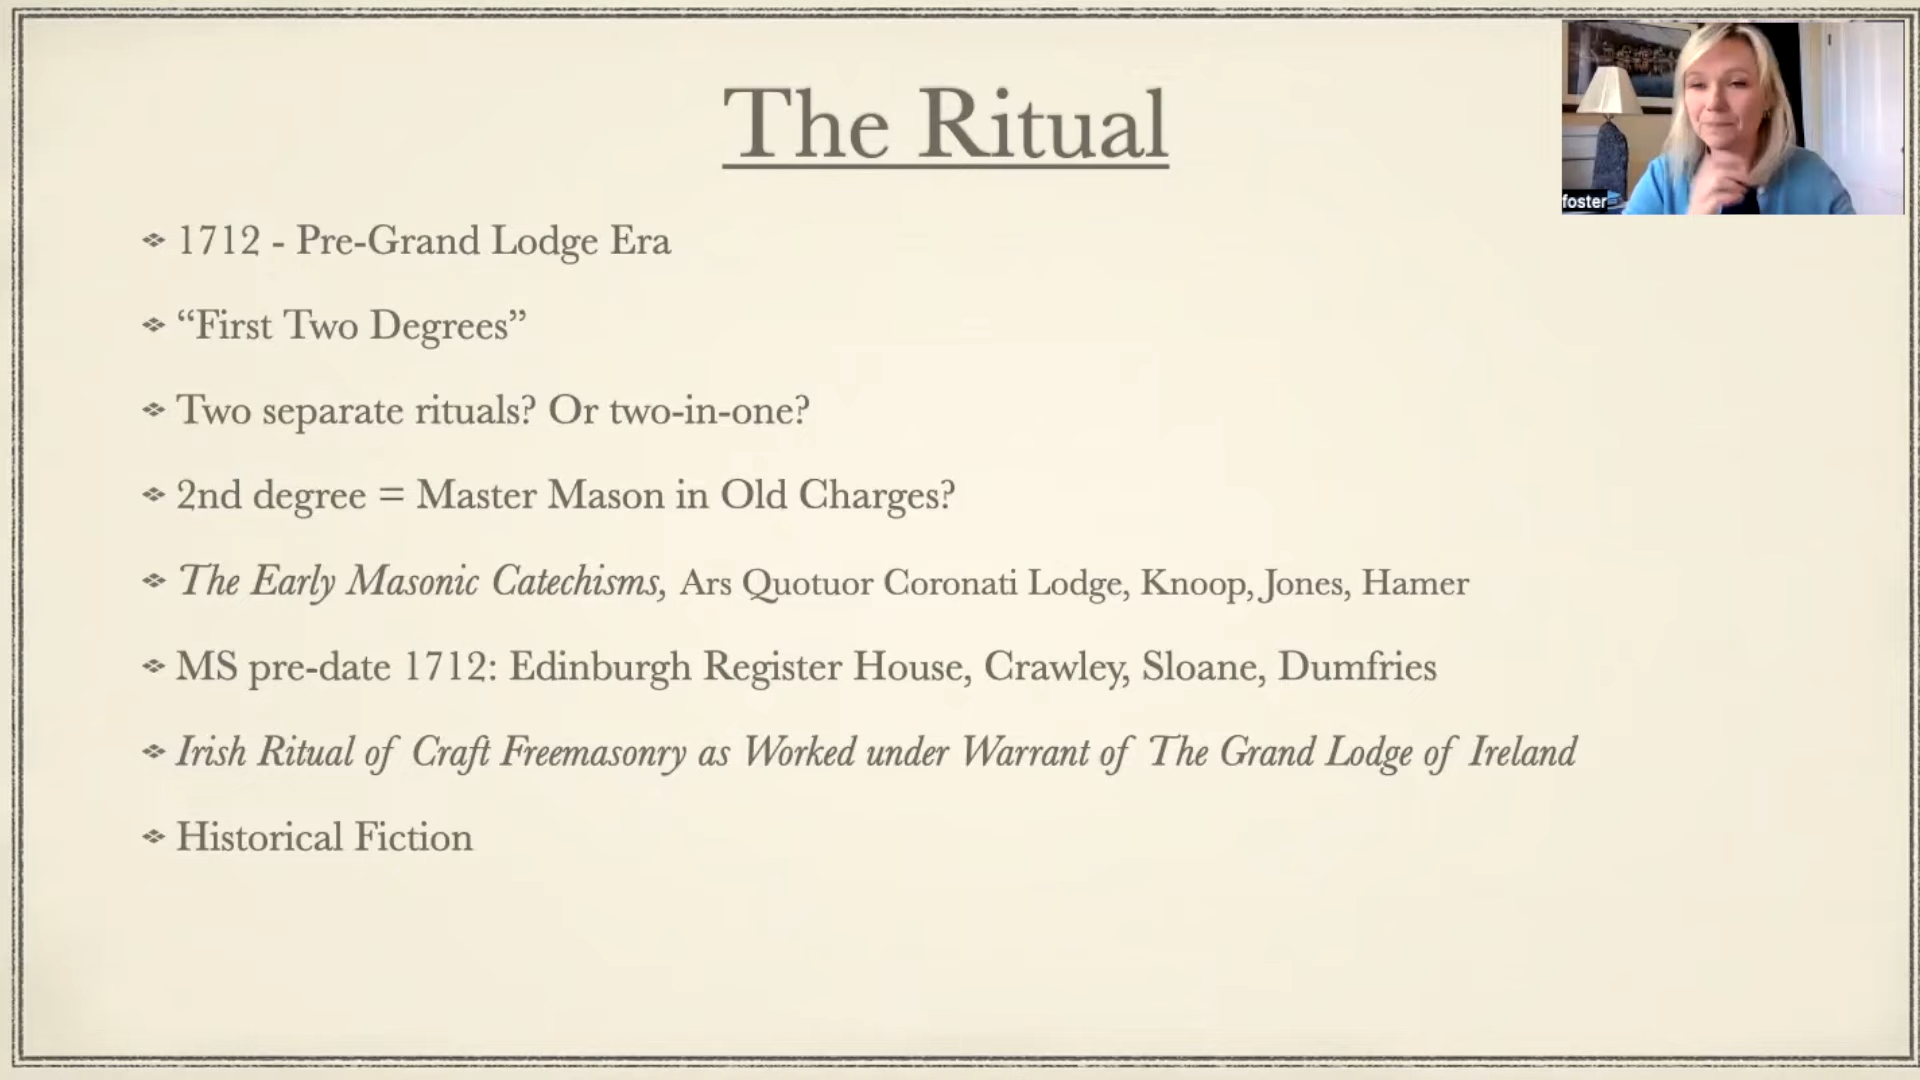 The Ritual
foster
1712 - Pre-Grand Lodge Era
“First Two Degrees”
Two separate rituals? Or two-in-one?
2nd degree = Master Mason in Old Charges?
The Early Masonic Catechisms, Ars Quotuor Coronati Lodge, Knoop, Jones, Hamer
MS pre-date 1712: Edinburgh Register House, Crawley, Sloane, Dumfries
Irish Ritual of Craft Freemasonry as Worked under Warrant of The Grand Lodge of Ireland
Historical Fiction